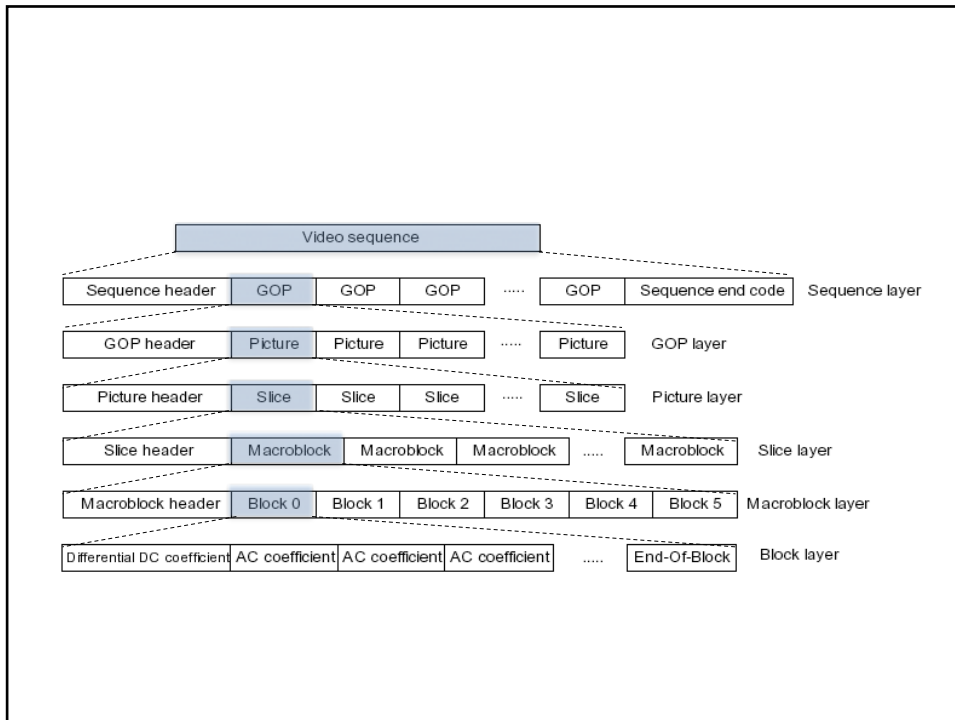 Video sequence
Sequence header GOP GOP GOP ..... GOP Sequence end code Sequence layer
GOP header Picture Picture Picture ..... Picture GOP layer
Picture header Slice Slice Slice ..... Slice Picture layer
Slice header Macroblock Macroblock Macroblock ..... Macroblock Slice layer
Macroblock header Block 0 Block 1 Block 2 Block 3 Block 4 Block 5 Macroblock layer
Differential DC coefficient AC coefficient AC coefficient AC coefficient ..... End-Of-Block Block layer